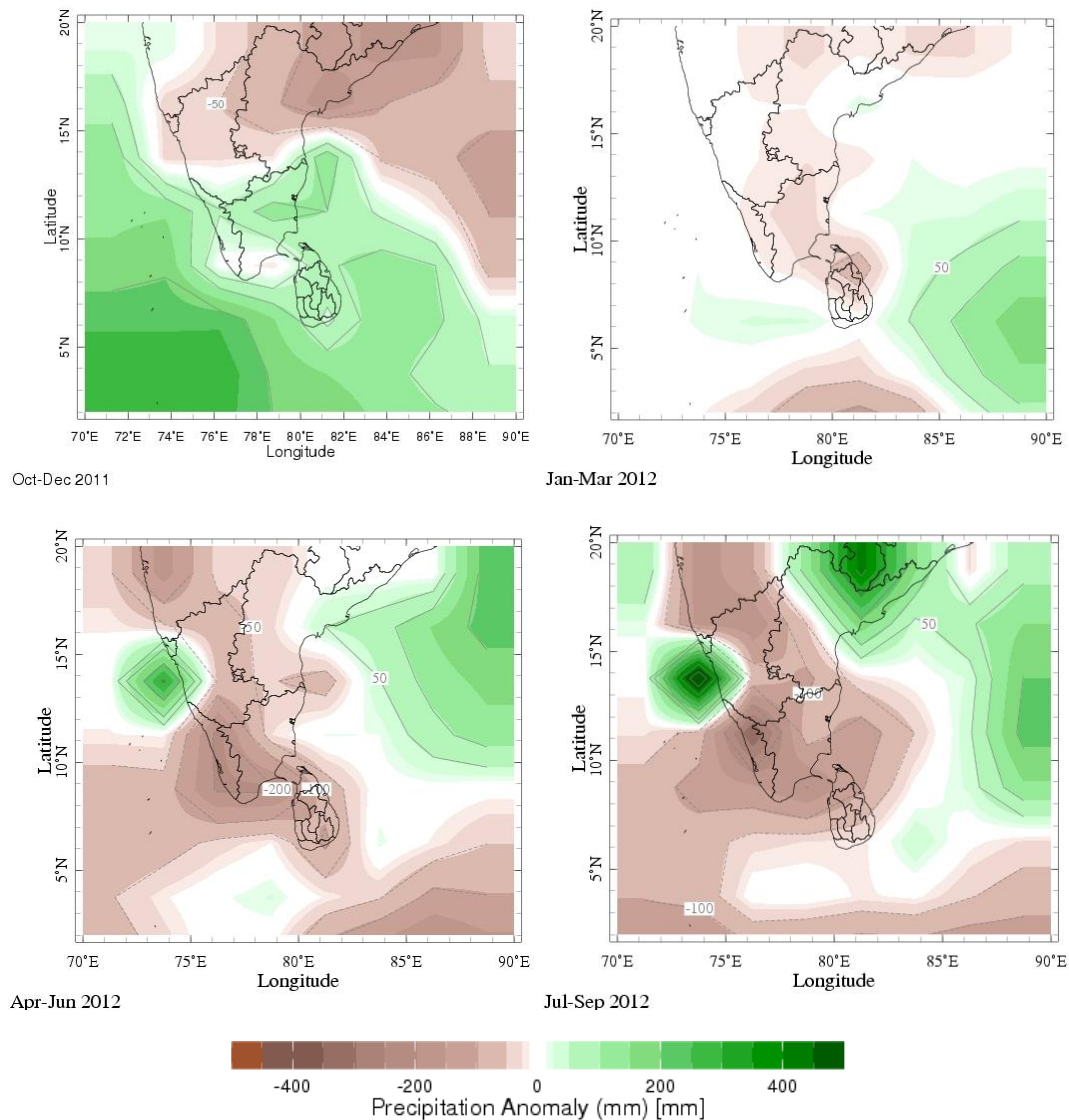 20°N
15°N
10°N
5°N
Latitude
-50
70°E 72°E 74°E 76°E 78°E 80°E 82°E 84°E 86°E 88°E 90°E
Longitude
Oct-Dec 2011
20°N
15°N
10°N
5°N
Latitude
50
70°E 75°E 80°E 85°E 90°E
Longitude
Jan-Mar 2012
20°N
15°N
10°N
5°N
Latitude
-50
50
-200 -100
70°E 75°E 80°E 85°E 90°E
Longitude
Apr-Jun 2012
20°N
15°N
10°N
5°N
Latitude
50
-100
-100
70°E 75°E 80°E 85°E 90°E
Longitude
Jul-Sep 2012
-400 -200 0 200 400
Precipitation Anomaly (mm) [mm]